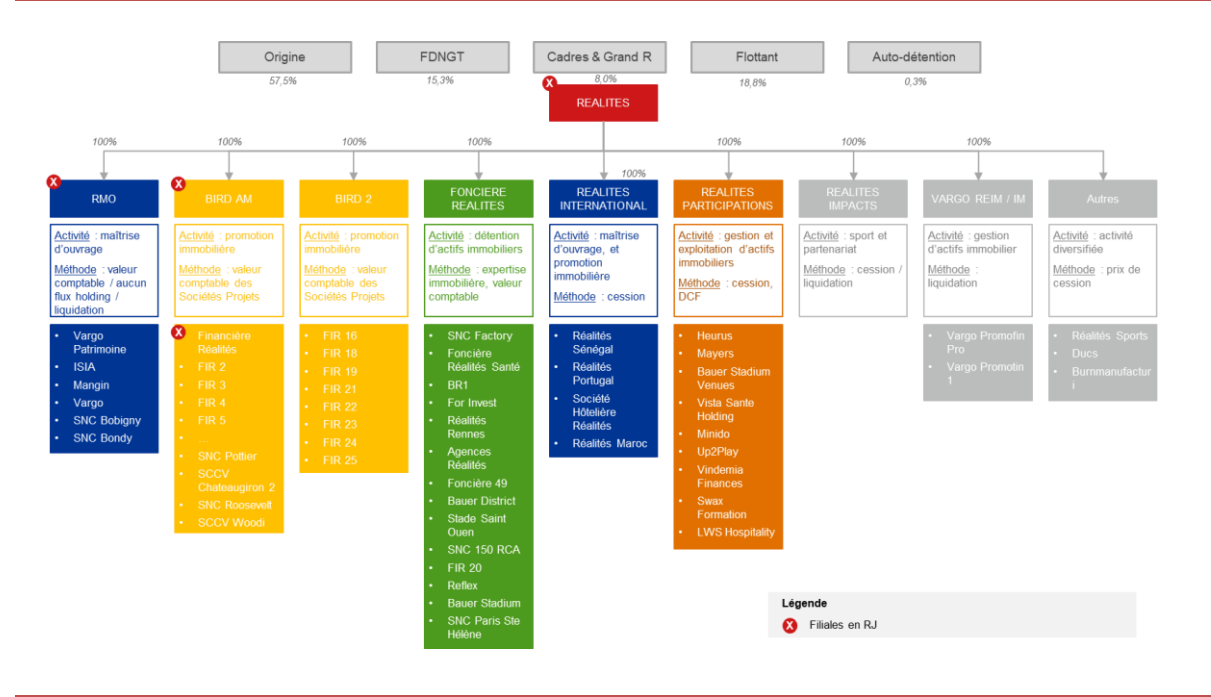 Origine
FDNGT
Cadres & Grand R
Flottant
Auto-détention
57,5%
15,3%
8,0%
18,8%
0,3%
X
REALITES
100%
100%
100%
100%
100%
100%
100%
100%
X
RMO
X
BIRD AM
BIRD 2
FONCIERE
REALITES
REALITES
INTERNATIONAL
REALITES
PARTICIPATIONS
REALITES
IMPACTS
VARGO REIM / IM
Autres
Activité : maîtrise
d'ouvrage
Méthode : valeur
comptable / aucun
flux holding /
liquidation
Activité : promotion
immobilière
Méthode : valeur
comptable des
Sociétés Projets
Activité : promotion
immobilière
Méthode : valeur
comptable des
Sociétés Projets
Activité : détention
d'actifs immobiliers
Méthode : expertise
immobilière, valeur
comptable
Activité : maîtrise
d'ouvrage, et
promotion
immobilière
Méthode : cession
Activité : gestion et
exploitation d'actifs
immobiliers
Méthode : cession,
DCF
Activité : sport et
partenariat
Méthode : cession /
liquidation
Activité : gestion
d'actifs immobilier
Méthode :
liquidation
Activité : activité
diversifiée
Méthode : prix de
cession
• Vargo
Patrimoine
• ISIA
• Mangin
• Vargo
• SNC Bobigny
• SNC Bondy
X
• Financière
Réalités
• FIR 2
• FIR 3
• FIR 4
• FIR 5
• ...
• SNC Pottier
• SCCV
Chateaugiron 2
• SNC Roosevelt
• SCCV Woodi
• FIR 16
• FIR 18
• FIR 19
• FIR 21
• FIR 22
• FIR 23
• FIR 24
• FIR 25
• SNC Factory
• Foncière
Réalités Santé
• BR1
• For Invest
• Réalités
Rennes
• Agences
Réalités
• Foncière 49
• Bauer District
• Stade Saint
Ouen
• SNC 150 RCA
• FIR 20
• Reflex
• Bauer Stadium
• SNC Paris Ste
Hélène
• Réalités
Sénégal
• Réalités
Portugal
• Société
Hôtelière
Réalités
• Réalités Maroc
• Heurus
• Mayers
• Bauer Stadium
Venues
• Vista Sante
Holding
• Minido
• Up2Play
• Vindemia
Finances
• Swax
Formation
• LWS Hospitality
• Vargo Promofin
Pro
• Vargo Promotin
1
• Réalités Sports
• Ducs
• Bummanufactur
i
Légende
X Filiales en RJ